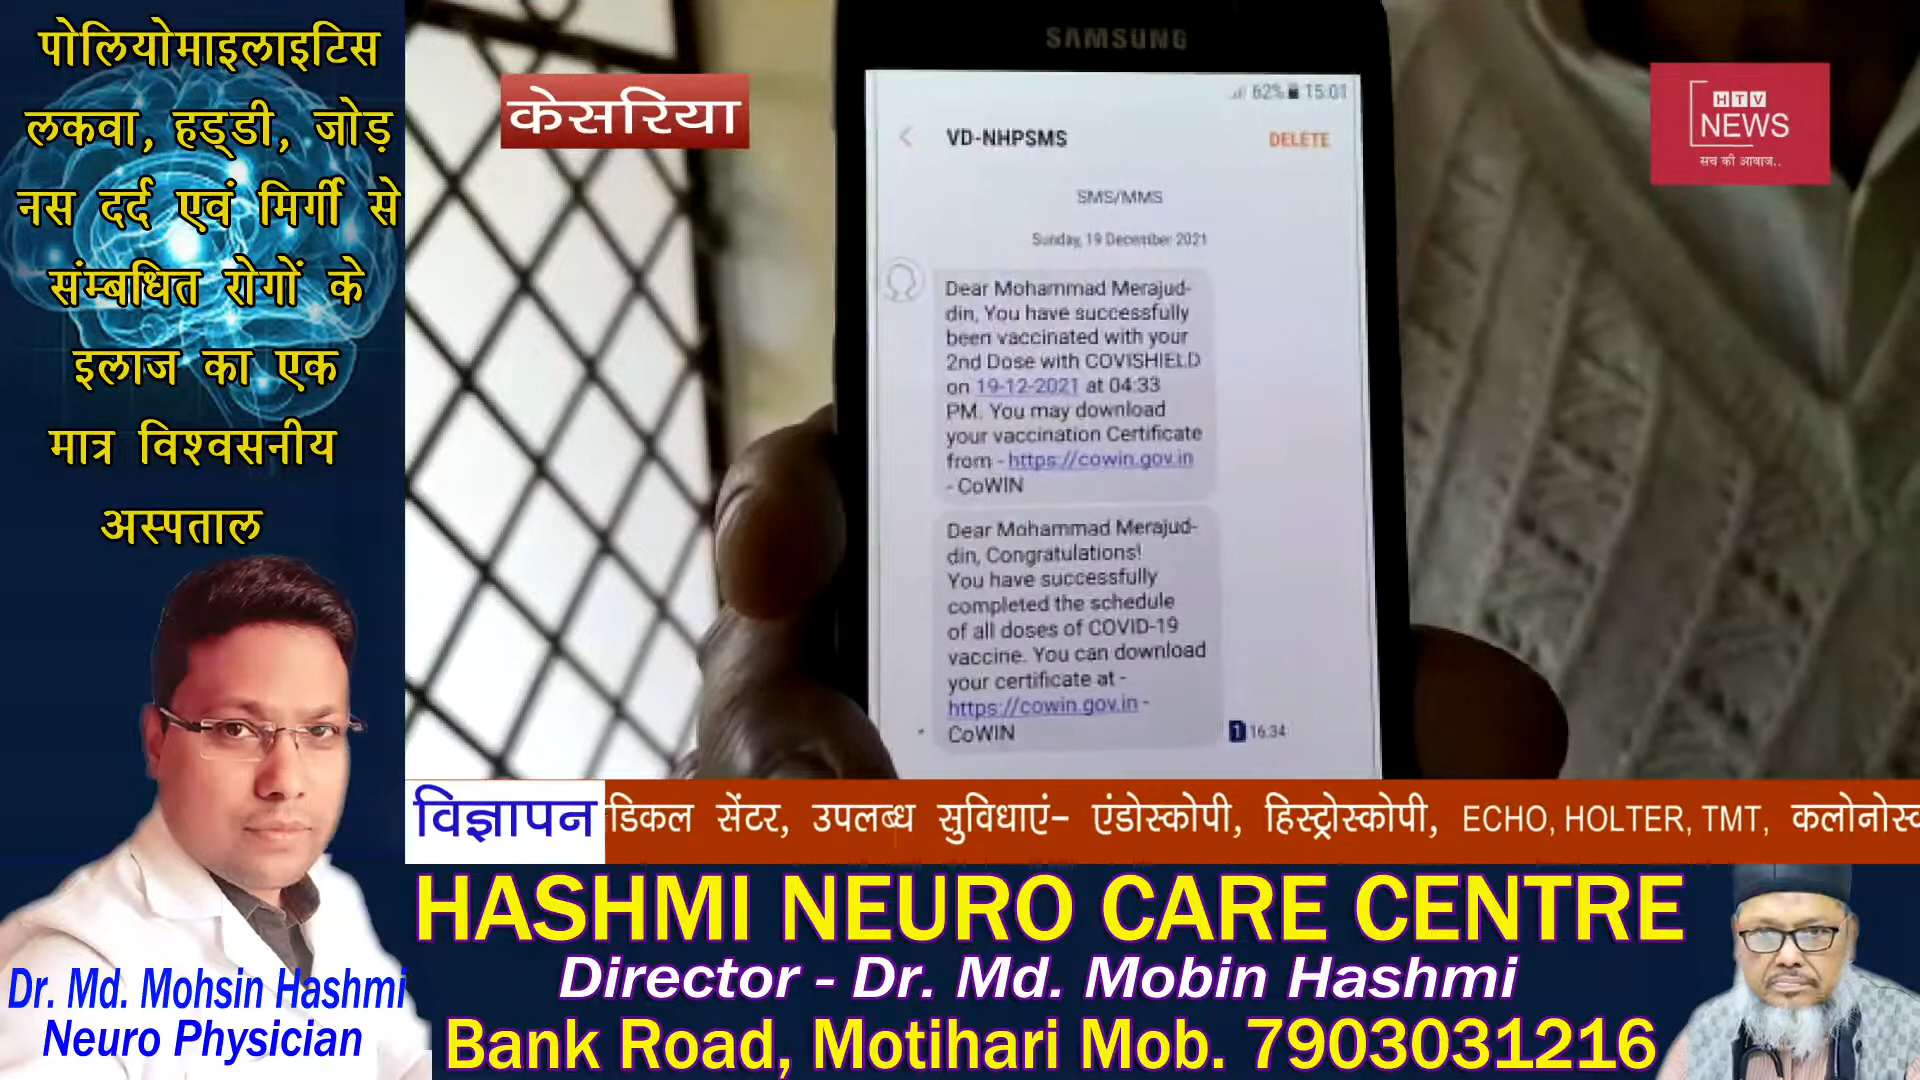 पोलियोमाइलाइटिस
लकवा, हड्डी, जोड़
नस दर्द एवं मिर्गी से
संम्बधित रोगों के
इलाज का एक
मात्र विश्वसनीय
अस्पताल
Dr. Md. Mohsin Hashmi
Neuro Physician
केसरिया
SAMSUNG
62% 15:01
VD-NHPSMS DELETE
SMS/MMS
Sunday, 19 December 2021
Dear Mohammad Merajud-
din, You have successfully
been vaccinated with your
2nd Dose with COVISHIELD
on 19-12-2021 at 04:33
PM. You may download
your vaccination Certificate
from - https://cowin.gov.in
- CoWIN
Dear Mohammad Merajud-
din, Congratulations!
You have successfully
completed the schedule
of all doses of COVID-19
vaccine. You can download
your certificate at -
https://cowin.gov.in -
CoWIN
1 16:34
HTV
NEWS
सच की आवाज..
विज्ञापन डिकल सेंटर, उपलब्ध सुविधाएं– एंडोस्कोपी, हिस्ट्रोस्कोपी, ECHO, HOLTER, TMT, कलोनोस्क
HASHMI NEURO CARE CENTRE
Director - Dr. Md. Mobin Hashmi
Bank Road, Motihari Mob. 7903031216